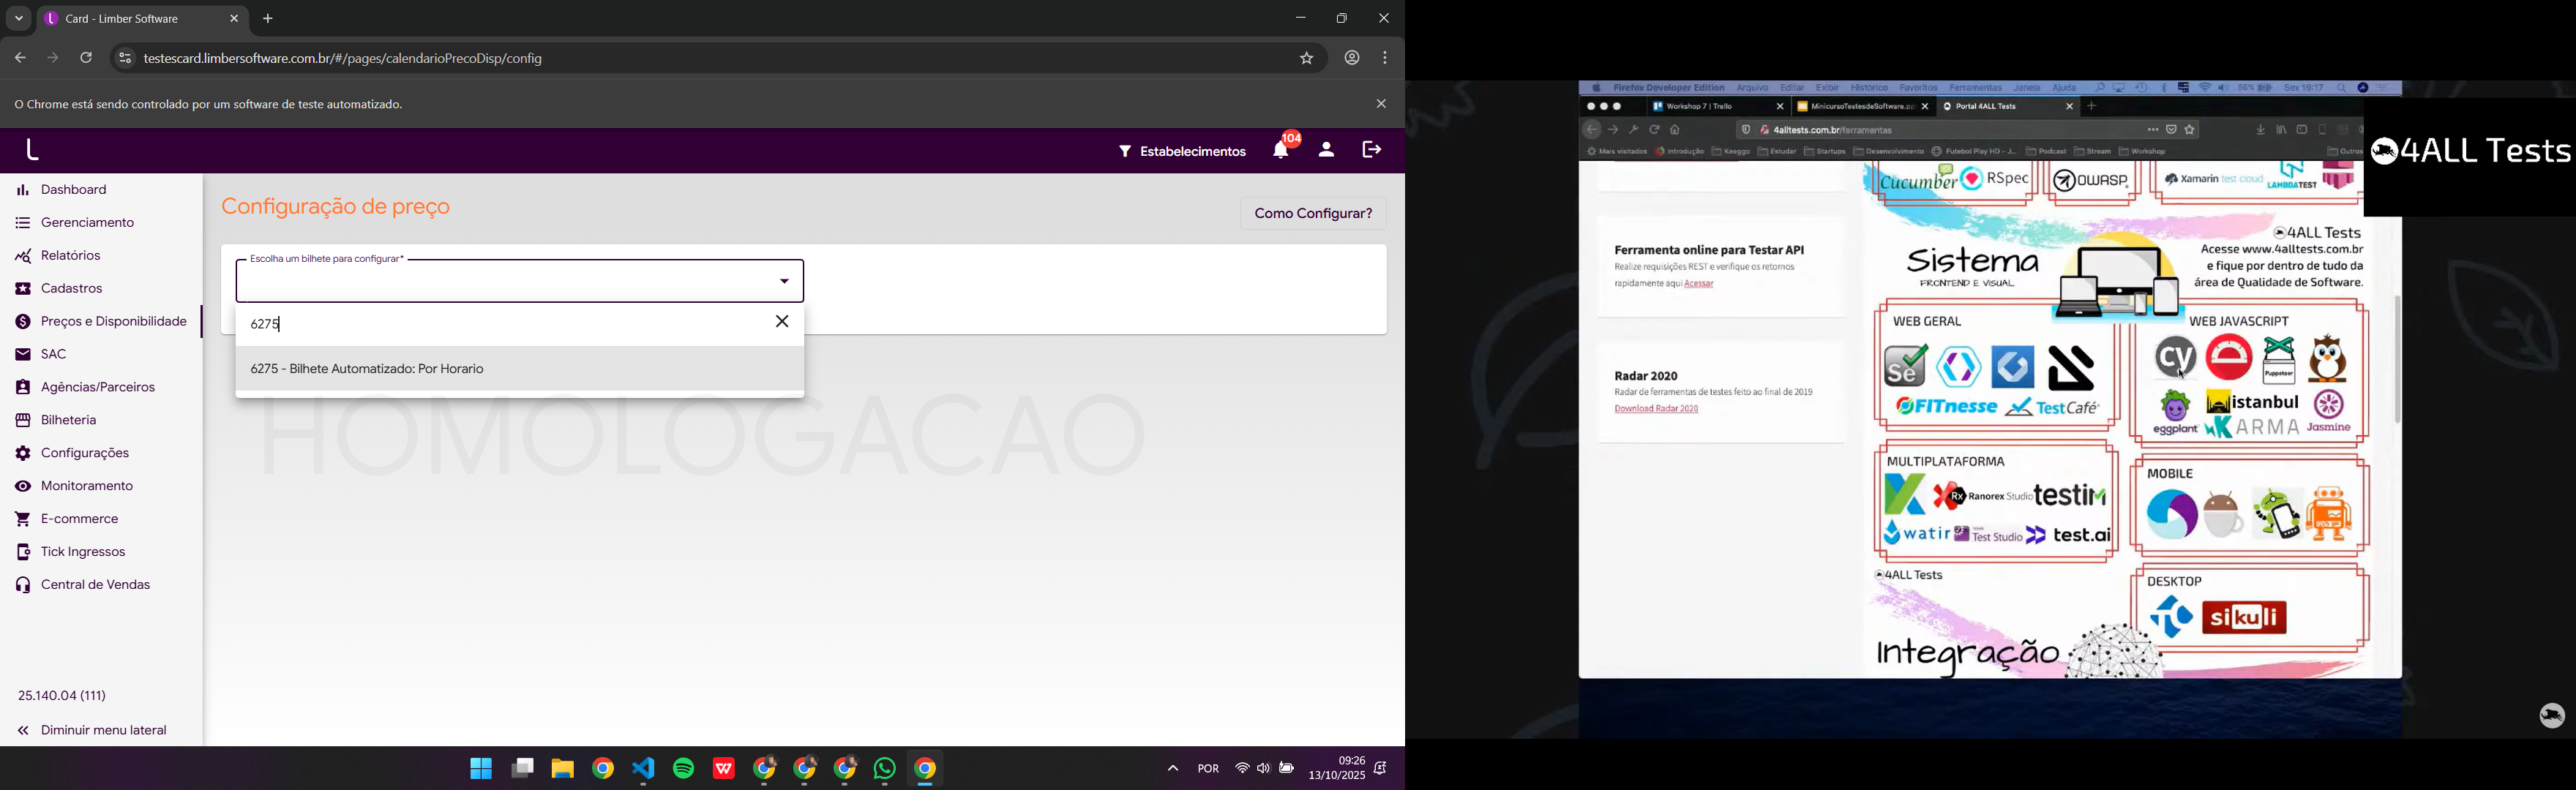 Card - Limber Software
testescard.limbersoftware.com.br/#/pages/calendarioPrecoDisp/config
O Chrome está sendo controlado por um software de teste automatizado.
Estabelecimentos
104
Dashboard
Gerenciamento
Relatórios
Cadastros
Preços e Disponibilidade
SAC
Agências/Parceiros
Bilheteria
Configurações
Monitoramento
E-commerce
Tick Ingressos
Central de Vendas
25.140.04 (111)
Diminuir menu lateral
Configuração de preço
Como Configurar?
Escolha um bilhete para configurar*
6275
6275 - Bilhete Automatizado: Por Horario
HOMOLOGACAO
POR
09:26
13/10/2025
Firefox Developer Edition Arquivo Editar Exibir Histórico Favoritos Ferramentas Janela Ajuda
56%
Sex 19:17
Workshop 7 | Trello
MinicursoTestesdeSoftware.
Portal 4ALL Tests
4alltests.com.br/ferramentas
Mais visitados
Introdução
Keeggo
Estudar
Startups
Desenvolvimento
Futebol Play HD - J...
Podcast
Stream
Workshop
Outros
4ALL Tests
Cucumber
RSpec
OWASP
Xamarin test cloud
LAMBDATEST
Ferramenta online para Testar API
Realize requisições REST e verifique os retornos
rapidamente aqui Acessar
Radar 2020
Radar de ferramentas de testes feito ao final de 2019
Download Radar 2020
Sistema
FRONTEND E VISUAL
4ALL Tests
Acesse www.4alltests.com.br
e fique por dentro de tudo da
área de Qualidade de Software.
WEB GERAL
Se
FITnesse
TestCafé
WEB JAVASCRIPT
cy
Puppeteer
eggplant
istanbul
KARMA
Jasmine
MULTIPLATAFORMA
Rx
Ranorex Studio
testim
watir
Test Studio
test.ai
MOBILE
4ALL Tests
DESKTOP
sikuli
Integração